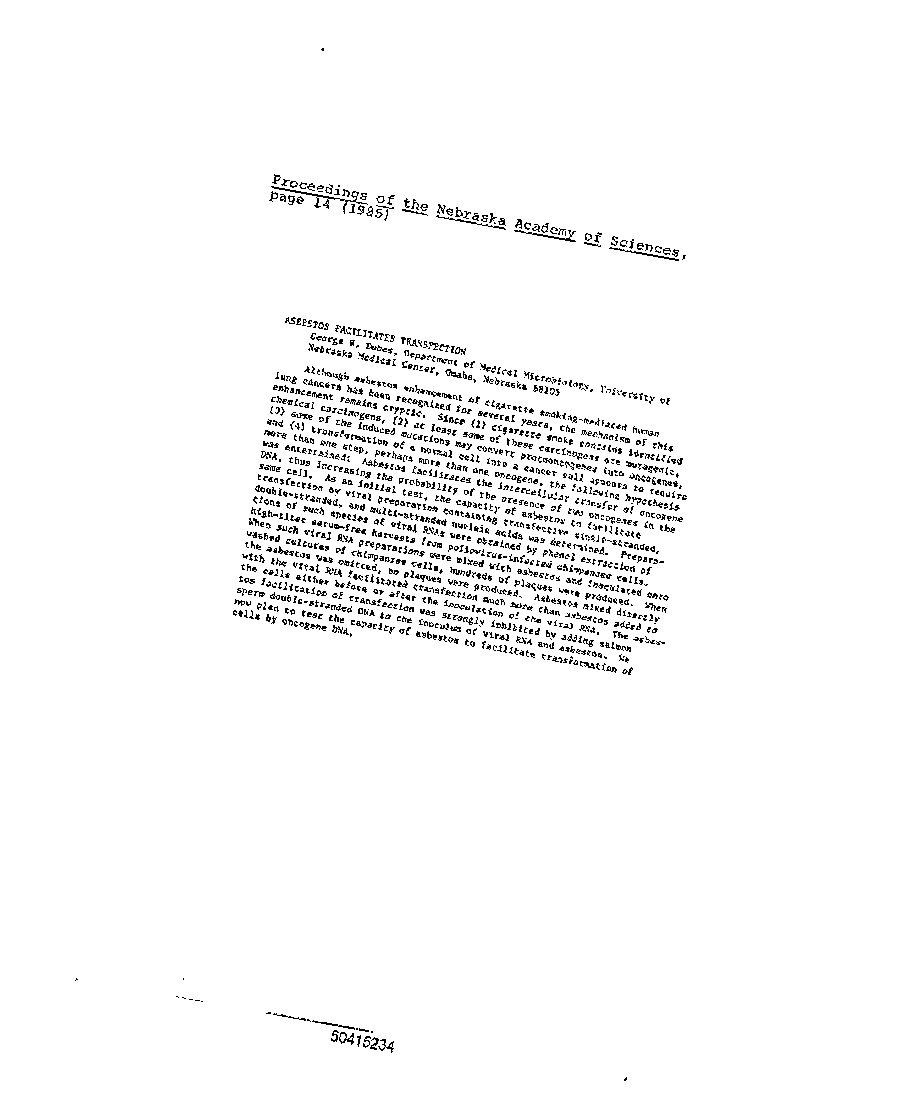 Proceedings of the Nebraska Academy of Sciences,
page 14 (1985)
ASBESTOS FACILITATES TRANSFECTION
George R. Dubes, Department of Medical Microbiology, University of
Nebraska Medical Center, Omaha, Nebraska 68105
Although asbestos enhancement of cigarette smoking-mediated human
lung cancers has been recognized for several years, the mechanism of this
enhancement remains cryptic. Since (1) cigarette smoke contains identified
chemical carcinogens, (2) at least some of these carcinogens are mutagenic,
(3) some of the induced mutations may convert protooncogenes into oncogenes,
and (4) transformation of a normal cell into a cancer cell appears to require
more than one step, perhaps more than one oncogene, the following hypothesis
was entertained: Asbestos facilitates the intercellular transfer of oncogene
DNA, thus increasing the probability of the presence of two oncogenes in the
same cell. As an initial test, the capacity of asbestos to facilitate
transfection by viral preparation containing transfective single-stranded,
double-stranded, and multi-stranded nucleic acids was determined. Prepara-
tions of such species of viral RNAs were obtained by phenol extraction of
high-titer serum-free harvests from poliovirus-infected chimpanzee cells.
When such viral RNA preparations were mixed with asbestos and inoculated onto
washed cultures of chimpanzee cells, hundreds of plaques were produced. When
the asbestos was omitted, no plaques were produced. Asbestos mixed directly
with the viral RNA facilitated transfection much more than asbestos added to
the cells either before or after the inoculation of the viral RNA. The asbes-
tos facilitation of transfection was strongly inhibited by adding salmon
sperm double-stranded DNA to the inoculum of viral RNA and asbestos. We
now plan to test the capacity of asbestos to facilitate transformation of
cells by oncogene DNA.
50415234